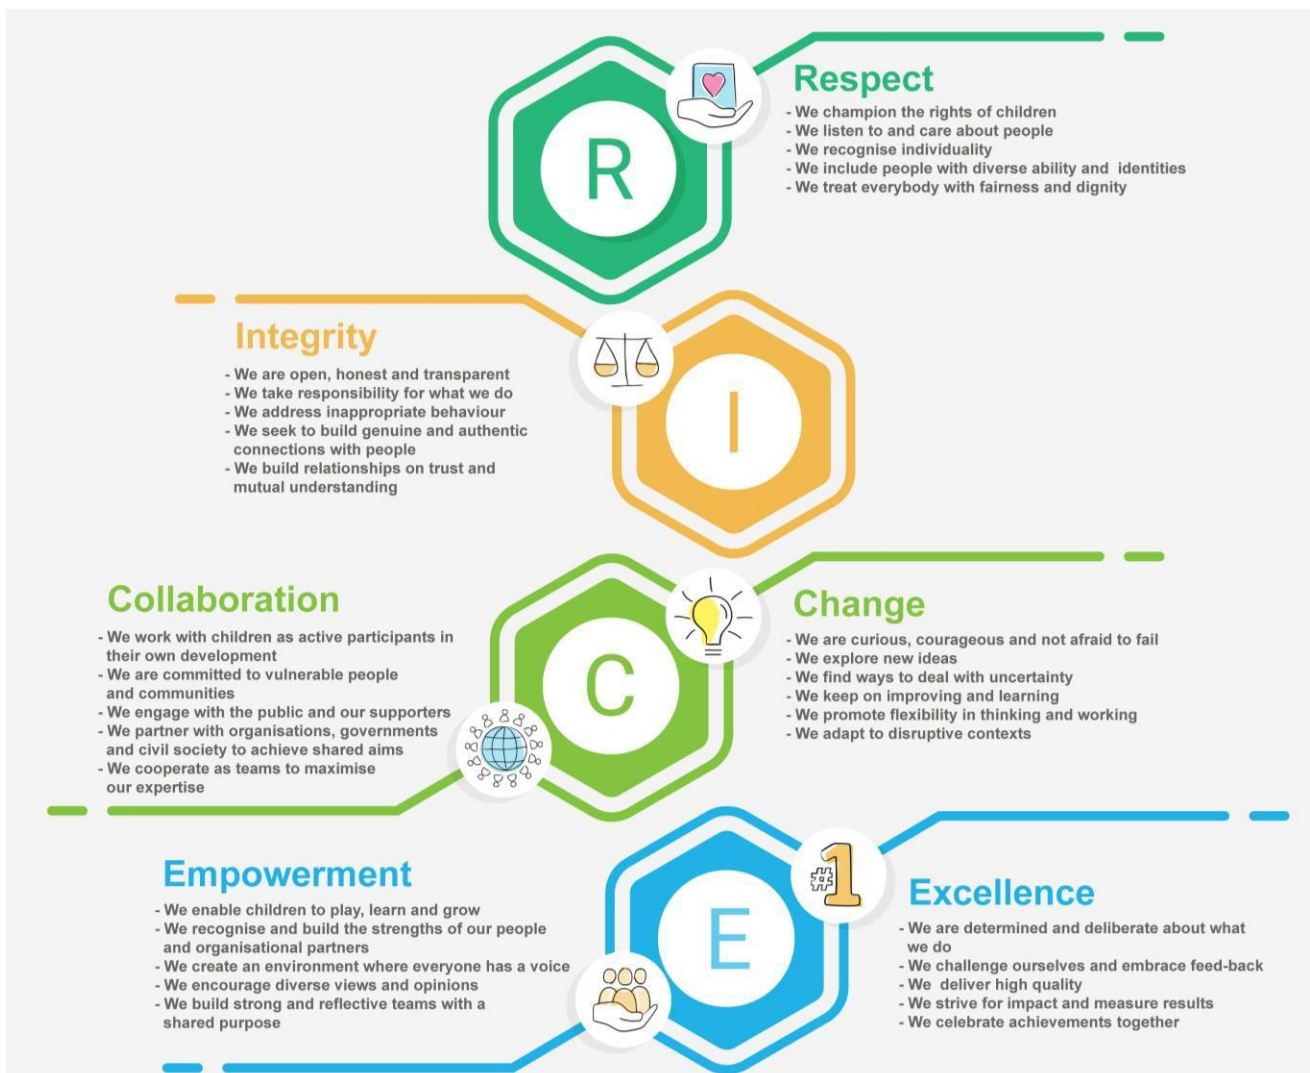 R
Respect
- We champion the rights of children
- We listen to and care about people
- We recognise individuality
- We include people with diverse ability and  identities
- We treat everybody with fairness and dignity
Integrity
- We are open, honest and transparent
- We take responsibility for what we do
- We address inappropriate behaviour
- We seek to build genuine and authentic
connections with people
- We build relationships on trust and
mutual understanding
I
Collaboration
- We work with children as active participants in
their own development
- We are committed to vulnerable people
and communities
- We engage with the public and our supporters
- We partner with organisations, governments
and civil society to achieve shared aims
- We cooperate as teams to maximise
our expertise
C
Change
- We are curious, courageous and not afraid to fail
- We explore new ideas
- We find ways to deal with uncertainty
- We keep on improving and learning
- We promote flexibility in thinking and working
- We adapt to disruptive contexts
Empowerment
- We enable children to play, learn and grow
- We recognise and build the strengths of our people
and organisational partners
- We create an environment where everyone has a voice
- We encourage diverse views and opinions
- We build strong and reflective teams with a
shared purpose
E
#1
Excellence
- We are determined and deliberate about what
we do
- We challenge ourselves and embrace feed-back
- We  deliver high quality
- We strive for impact and measure results
- We celebrate achievements together